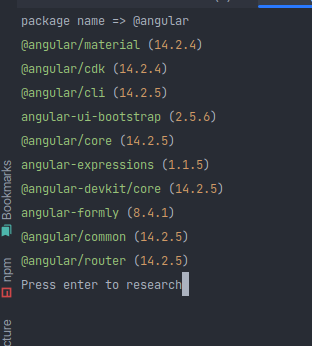 package name => @angular
@angular/material (14.2.4)
@angular/cdk (14.2.4)
@angular/cli (14.2.5)
angular-ui-bootstrap (2.5.6)
@angular/core (14.2.5)
angular-expressions (1.1.5)
@angular-devkit/core (14.2.5)
angular-formly (8.4.1)
@angular/common (14.2.5)
@angular/router (14.2.5)
Press enter to research
Bookmarks
npm
cture